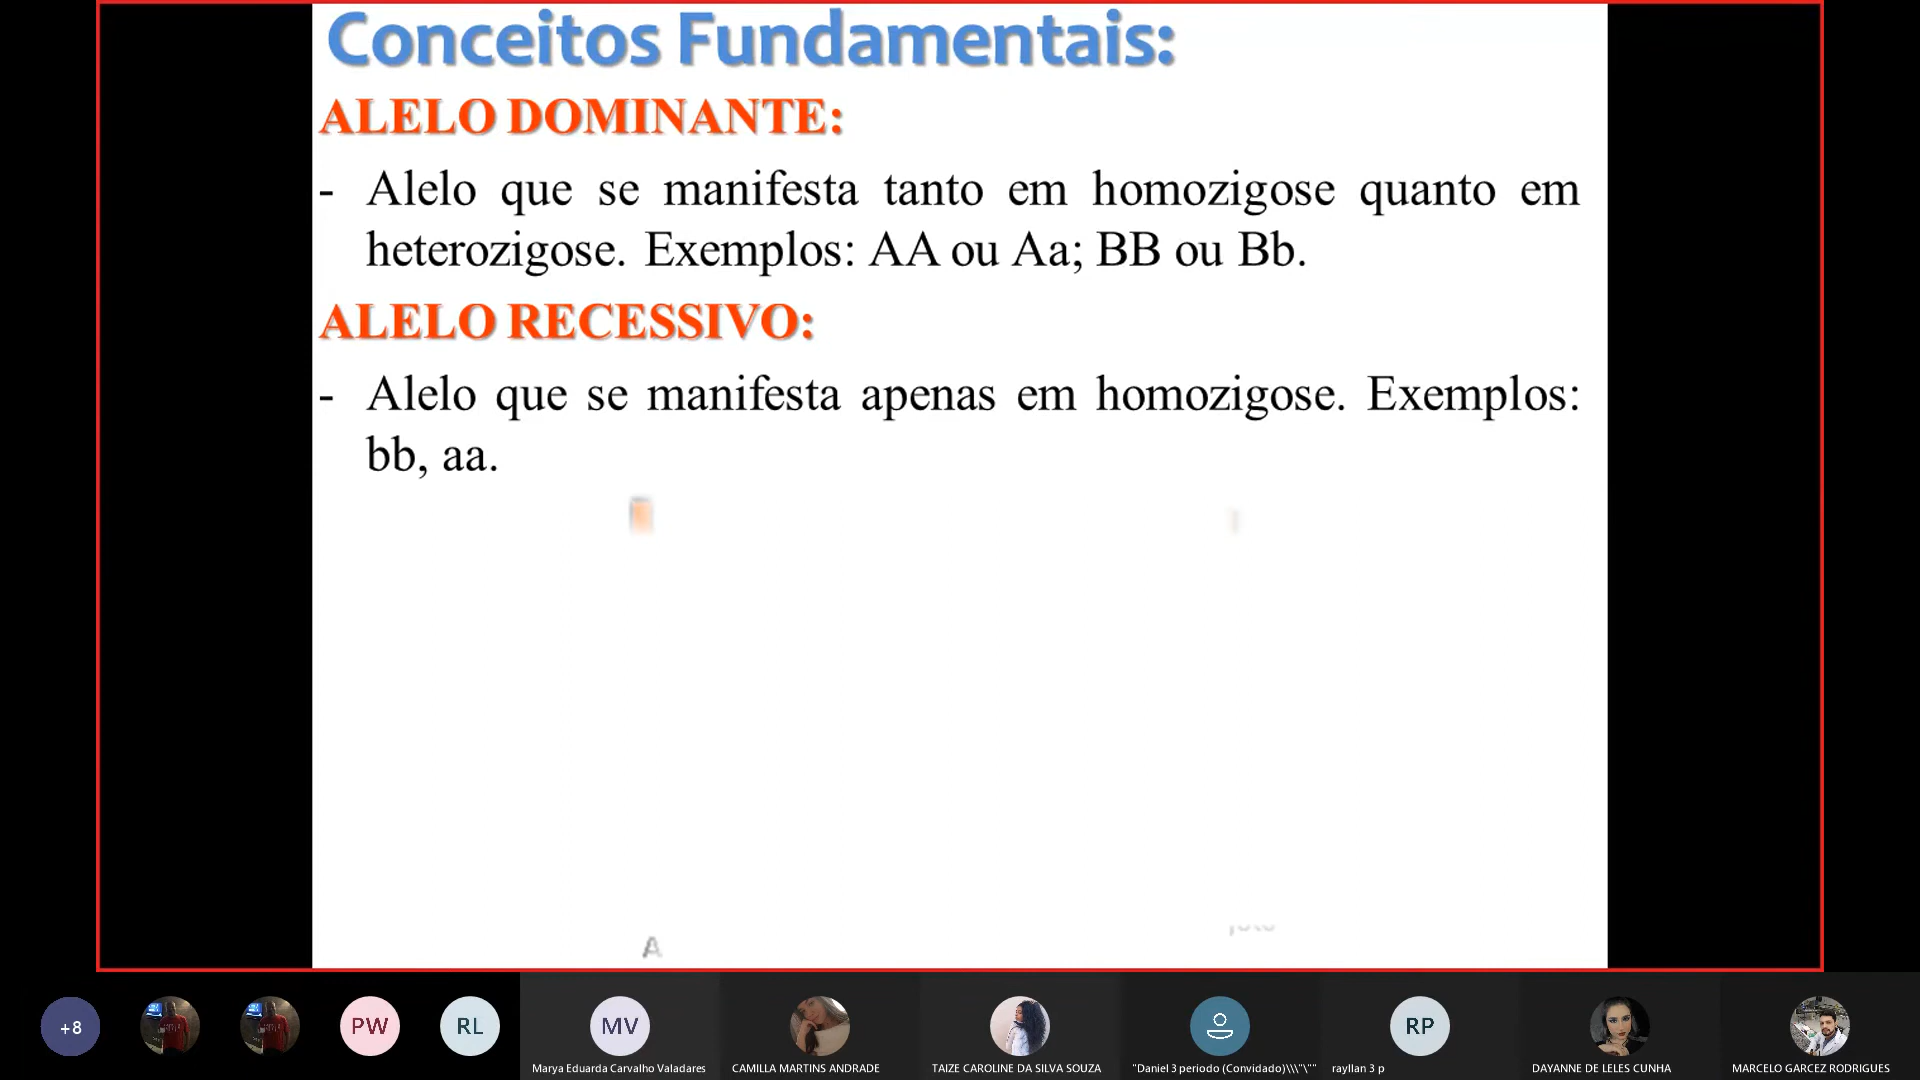 Conceitos Fundamentais:
ALELO DOMINANTE:
- Alelo que se manifesta tanto em homozigose quanto em
heterozigose. Exemplos: AA ou Aa; BB ou Bb.
ALELO RECESSIVO:
- Alelo que se manifesta apenas em homozigose. Exemplos:
bb, aa.
A
+8
PW
RL
MV
RP
Marya Eduarda Carvalho Valadares
CAMILLA MARTINS ANDRADE
TAIZE CAROLINE DA SILVA SOUZA
"Daniel 3 periodo (Convidado)\\\"\""
rayllan 3 p
DAYANNE DE LELES CUNHA
MARCELO GARCEZ RODRIGUES